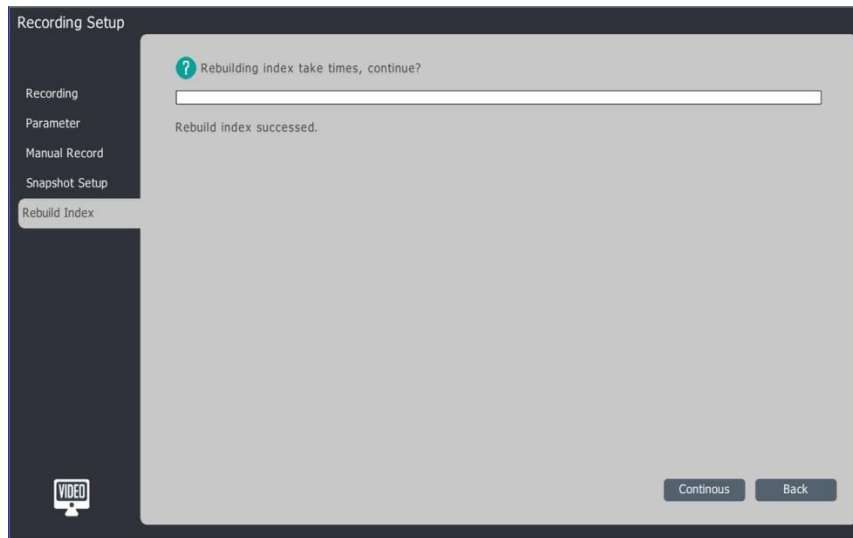 Recording Setup
Rebuilding index take times, continue?
Recording
Parameter
Rebuild index successed.
Manual Record
Snapshot Setup
Rebuild Index
VIDEO
Continous
Back